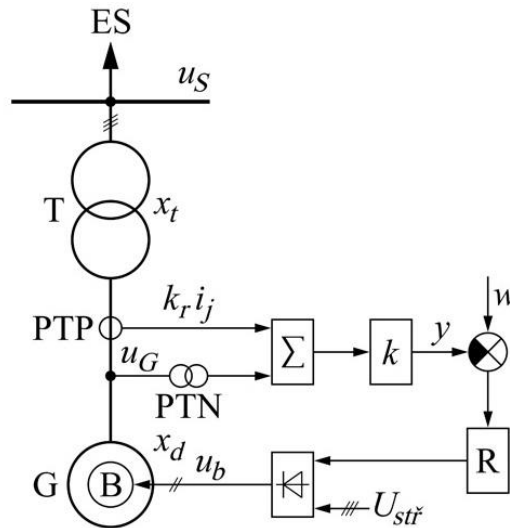 ES
u_S
T
x_t
PTP
k_r i_j
Σ
k
y
w
u_G
PTN
G
B
x_d
u_b
R
U_stř